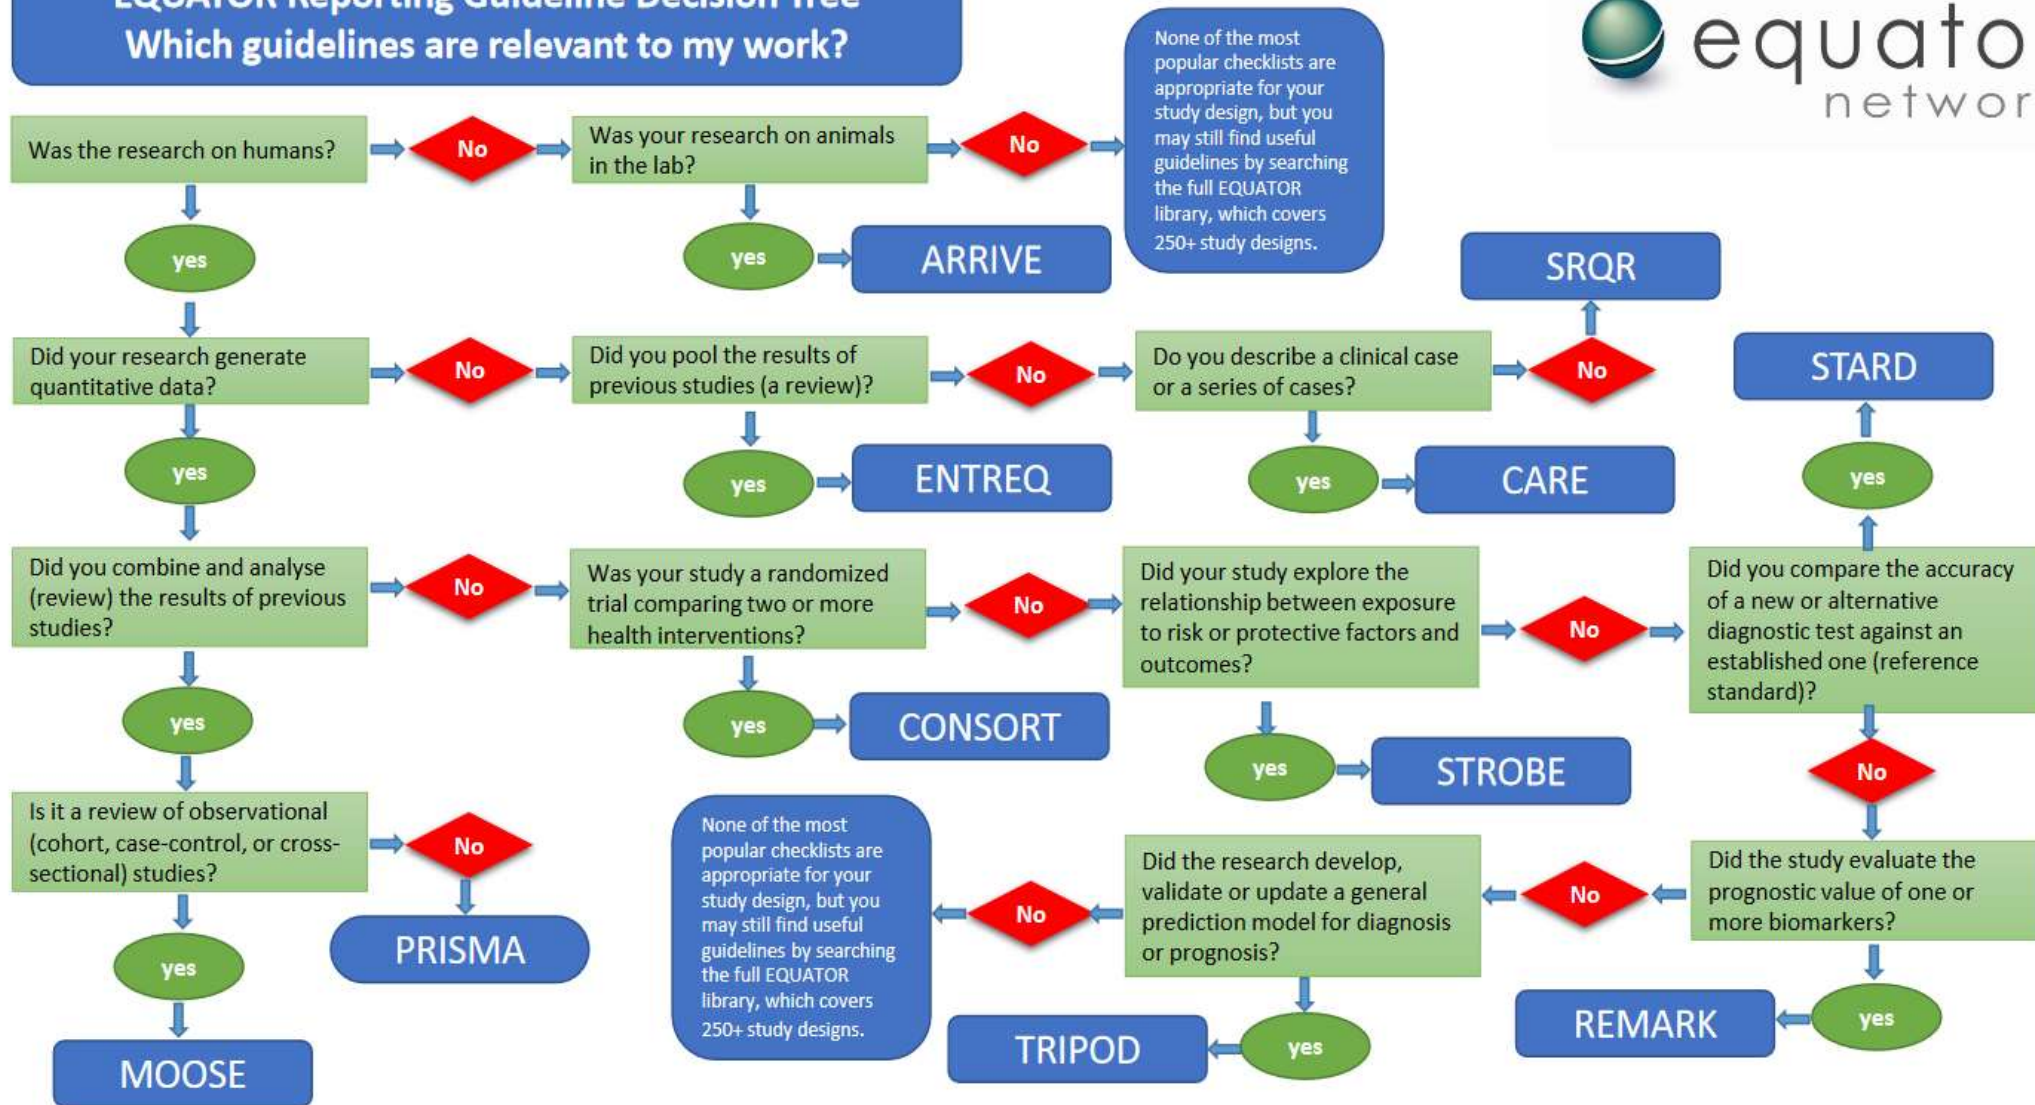 EQUATOR Reporting Guideline Decision Tree
Which guidelines are relevant to my work?
equato
networ
None of the most
popular checklists are
appropriate for your
study design, but you
may still find useful
guidelines by searching
the full EQUATOR
library, which covers
250+ study designs.
Was the research on humans?
No
Was your research on animals
in the lab?
No
yes
yes
ARRIVE
SRQR
Did your research generate
quantitative data?
No
Did you pool the results of
previous studies (a review)?
No
Do you describe a clinical case
or a series of cases?
No
STARD
yes
yes
ENTREQ
yes
CARE
yes
Did you combine and analyse
(review) the results of previous
studies?
No
Was your study a randomized
trial comparing two or more
health interventions?
No
Did your study explore the
relationship between exposure
to risk or protective factors and
outcomes?
No
Did you compare the accuracy
of a new or alternative
diagnostic test against an
established one (reference
standard)?
yes
yes
CONSORT
yes
STROBE
No
Is it a review of observational
(cohort, case-control, or cross-
sectional) studies?
No
None of the most
popular checklists are
appropriate for your
study design, but you
may still find useful
guidelines by searching
the full EQUATOR
library, which covers
250+ study designs.
No
Did the research develop,
validate or update a general
prediction model for diagnosis
or prognosis?
No
Did the study evaluate the
prognostic value of one or
more biomarkers?
yes
PRISMA
MOOSE
TRIPOD
yes
REMARK
yes